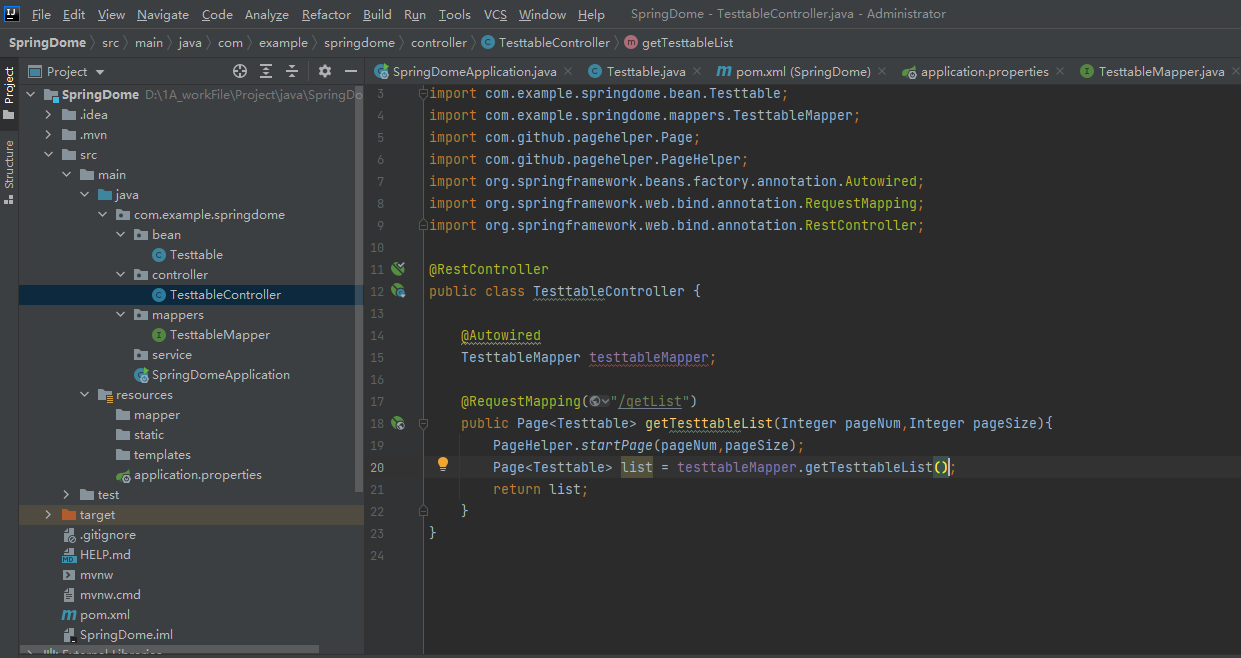 File Edit View Navigate Code Analyze Refactor Build Run Tools VCS Window Help SpringDome - TesttableController.java - Administrator
SpringDome src main java com example springdome controller TesttableController getTesttableList
Project
Structure
Project
SpringDome D:\1A_workFile\Project\java\SpringDo
.idea
.mvn
src
main
java
com.example.springdome
bean
Testtable
controller
TesttableController
mappers
TesttableMapper
service
SpringDomeApplication
resources
mapper
static
templates
application.properties
test
target
.gitignore
HELP.md
mvnw
mvnw.cmd
pom.xml
SpringDome.iml
External Libraries
SpringDomeApplication.java Testtable.java pom.xml (SpringDome) application.properties TesttableMapper.java
3 import com.example.springdome.bean.Testtable;
4 import com.example.springdome.mappers.TesttableMapper;
5 import com.github.pagehelper.Page;
6 import com.github.pagehelper.PageHelper;
7 import org.springframework.beans.factory.annotation.Autowired;
8 import org.springframework.web.bind.annotation.RequestMapping;
9 import org.springframework.web.bind.annotation.RestController;
10
11 @RestController
12 public class TesttableController {
13
14 @Autowired
15 TesttableMapper testtableMapper;
16
17 @RequestMapping("/getList")
18 public Page<Testtable> getTesttableList(Integer pageNum,Integer pageSize){
19 PageHelper.startPage(pageNum,pageSize);
20 Page<Testtable> list = testtableMapper.getTesttableList();
21 return list;
22 }
23 }
24